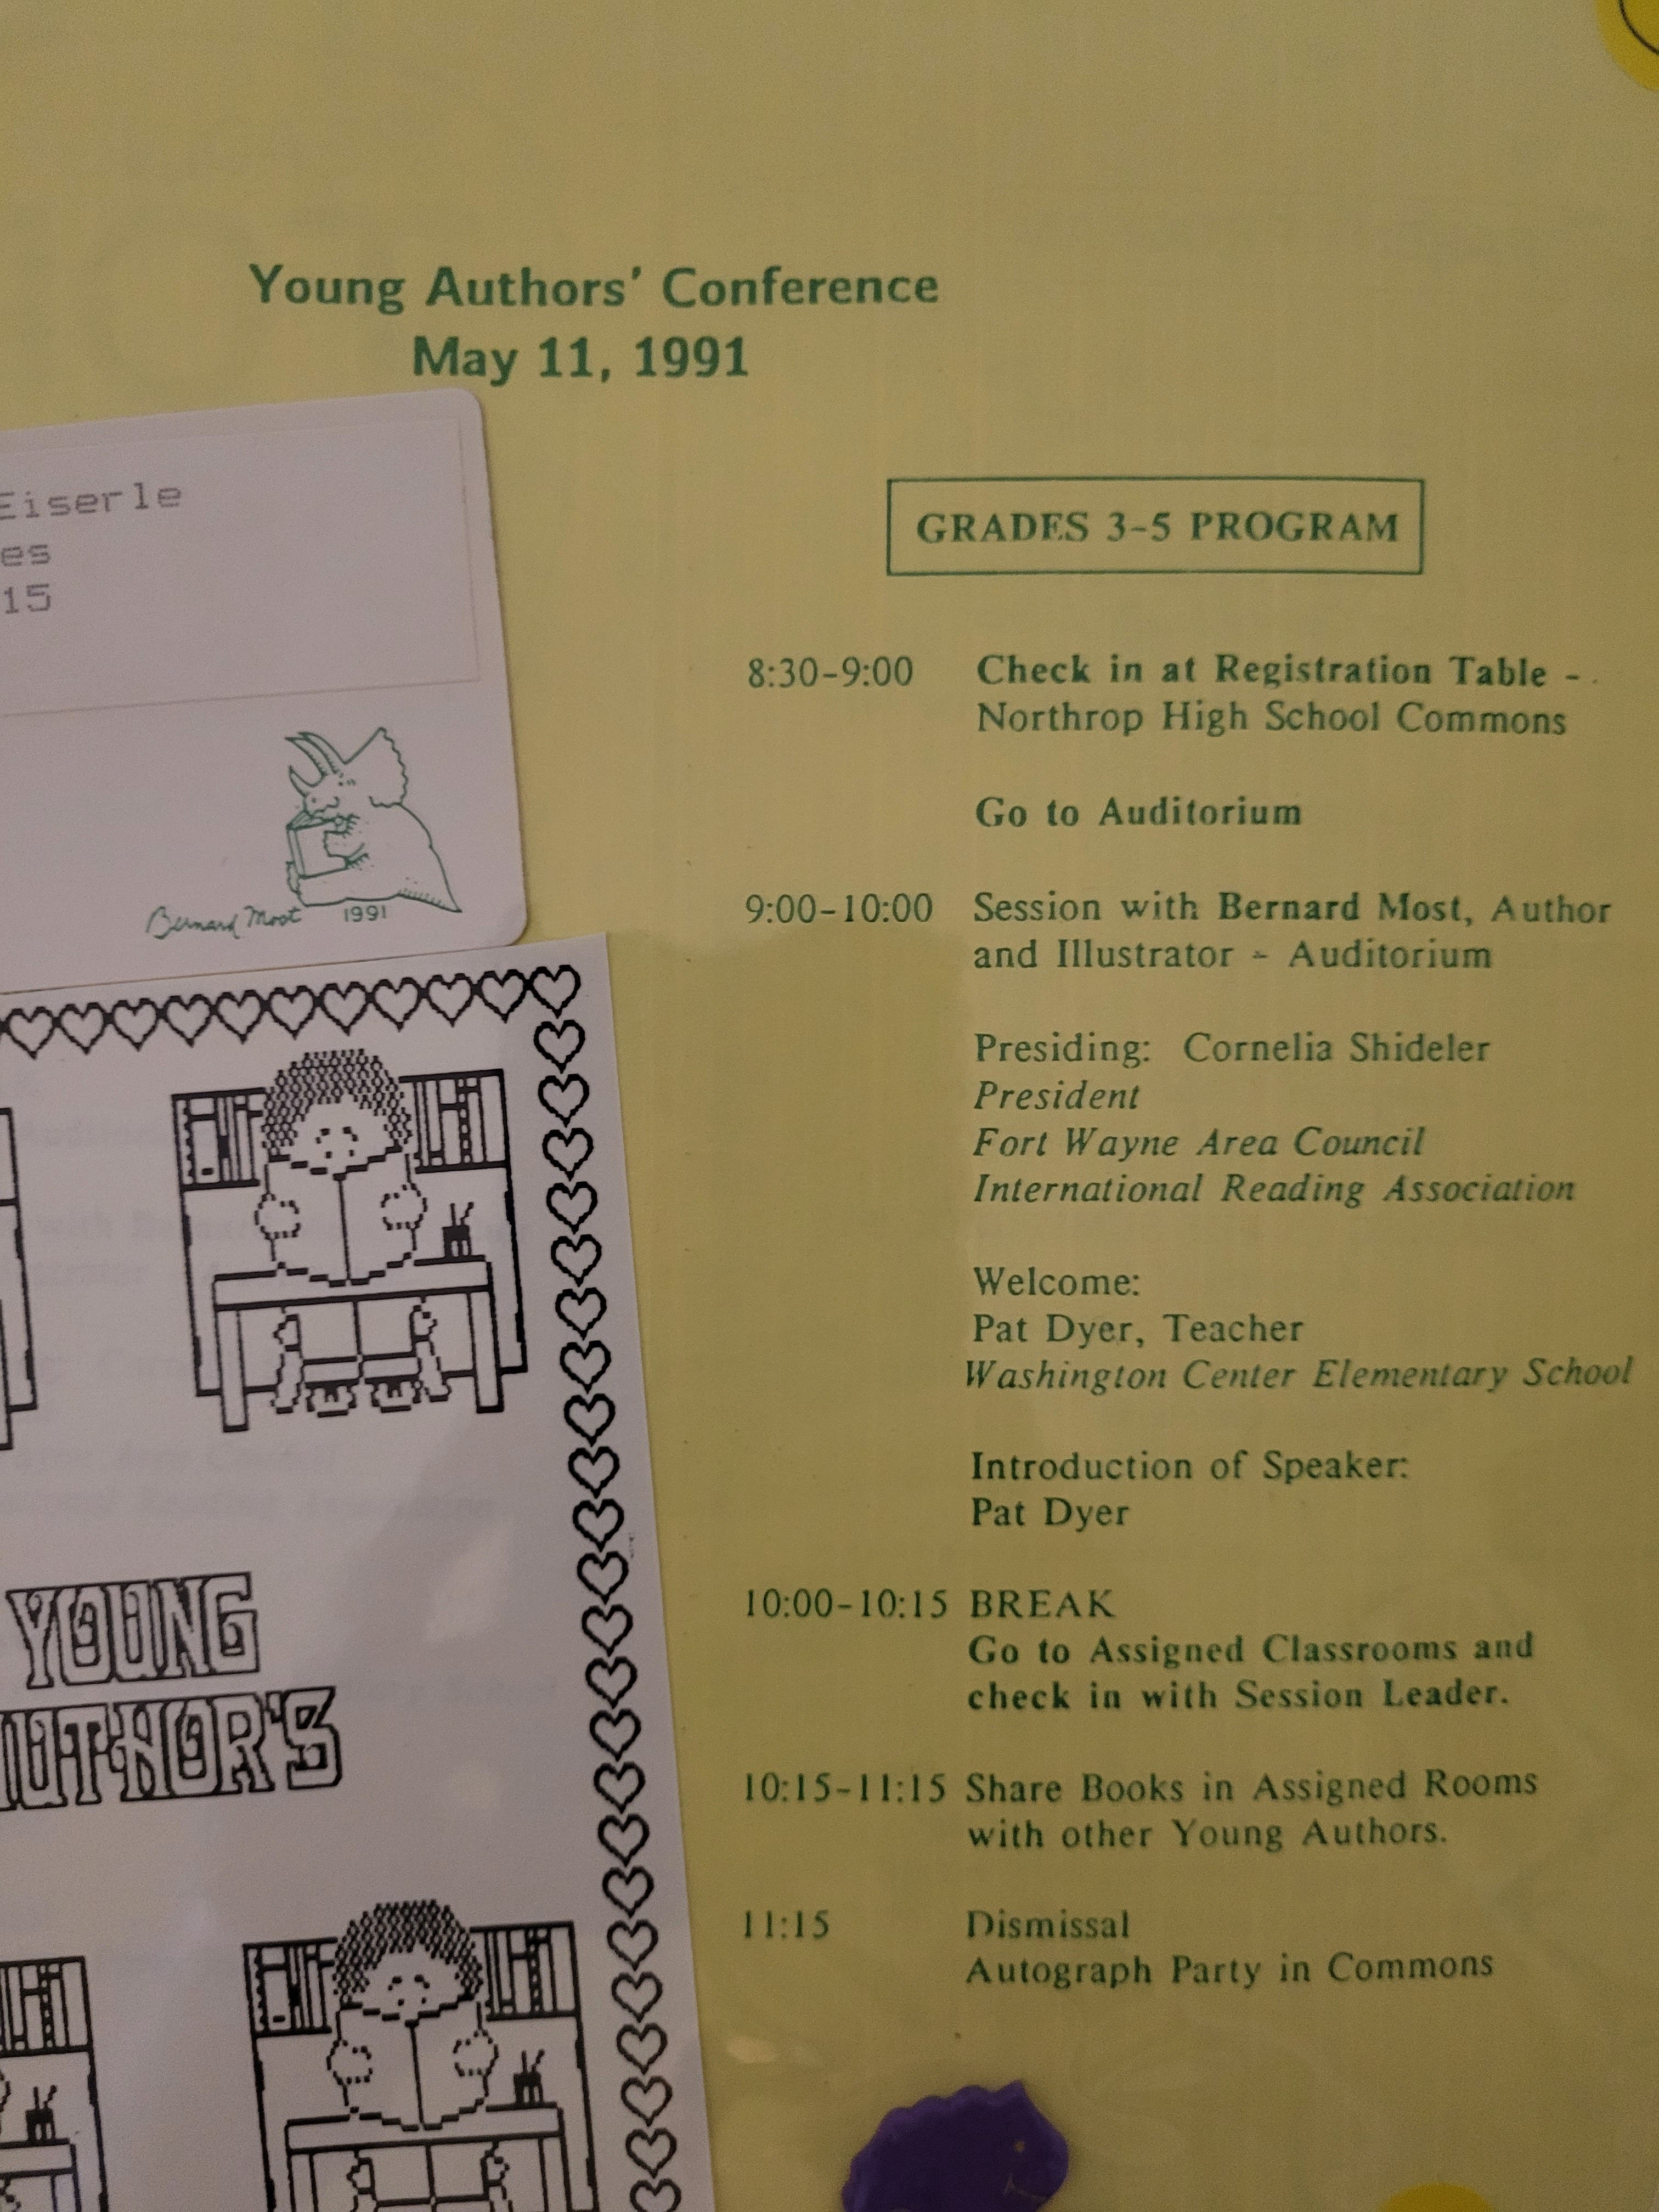 Young Authors' Conference
May 11, 1991
Eiserle
es
15
Bernard Most 1991
YOUNG
AUTHOR'S
GRADES 3-5 PROGRAM
8:30-9:00 Check in at Registration Table -
Northrop High School Commons
Go to Auditorium
9:00-10:00 Session with Bernard Most, Author
and Illustrator - Auditorium
Presiding: Cornelia Shideler
President
Fort Wayne Area Council
International Reading Association
Welcome:
Pat Dyer, Teacher
Washington Center Elementary School
Introduction of Speaker:
Pat Dyer
10:00-10:15 BREAK
Go to Assigned Classrooms and
check in with Session Leader.
10:15-11:15 Share Books in Assigned Rooms
with other Young Authors.
11:15 Dismissal
Autograph Party in Commons